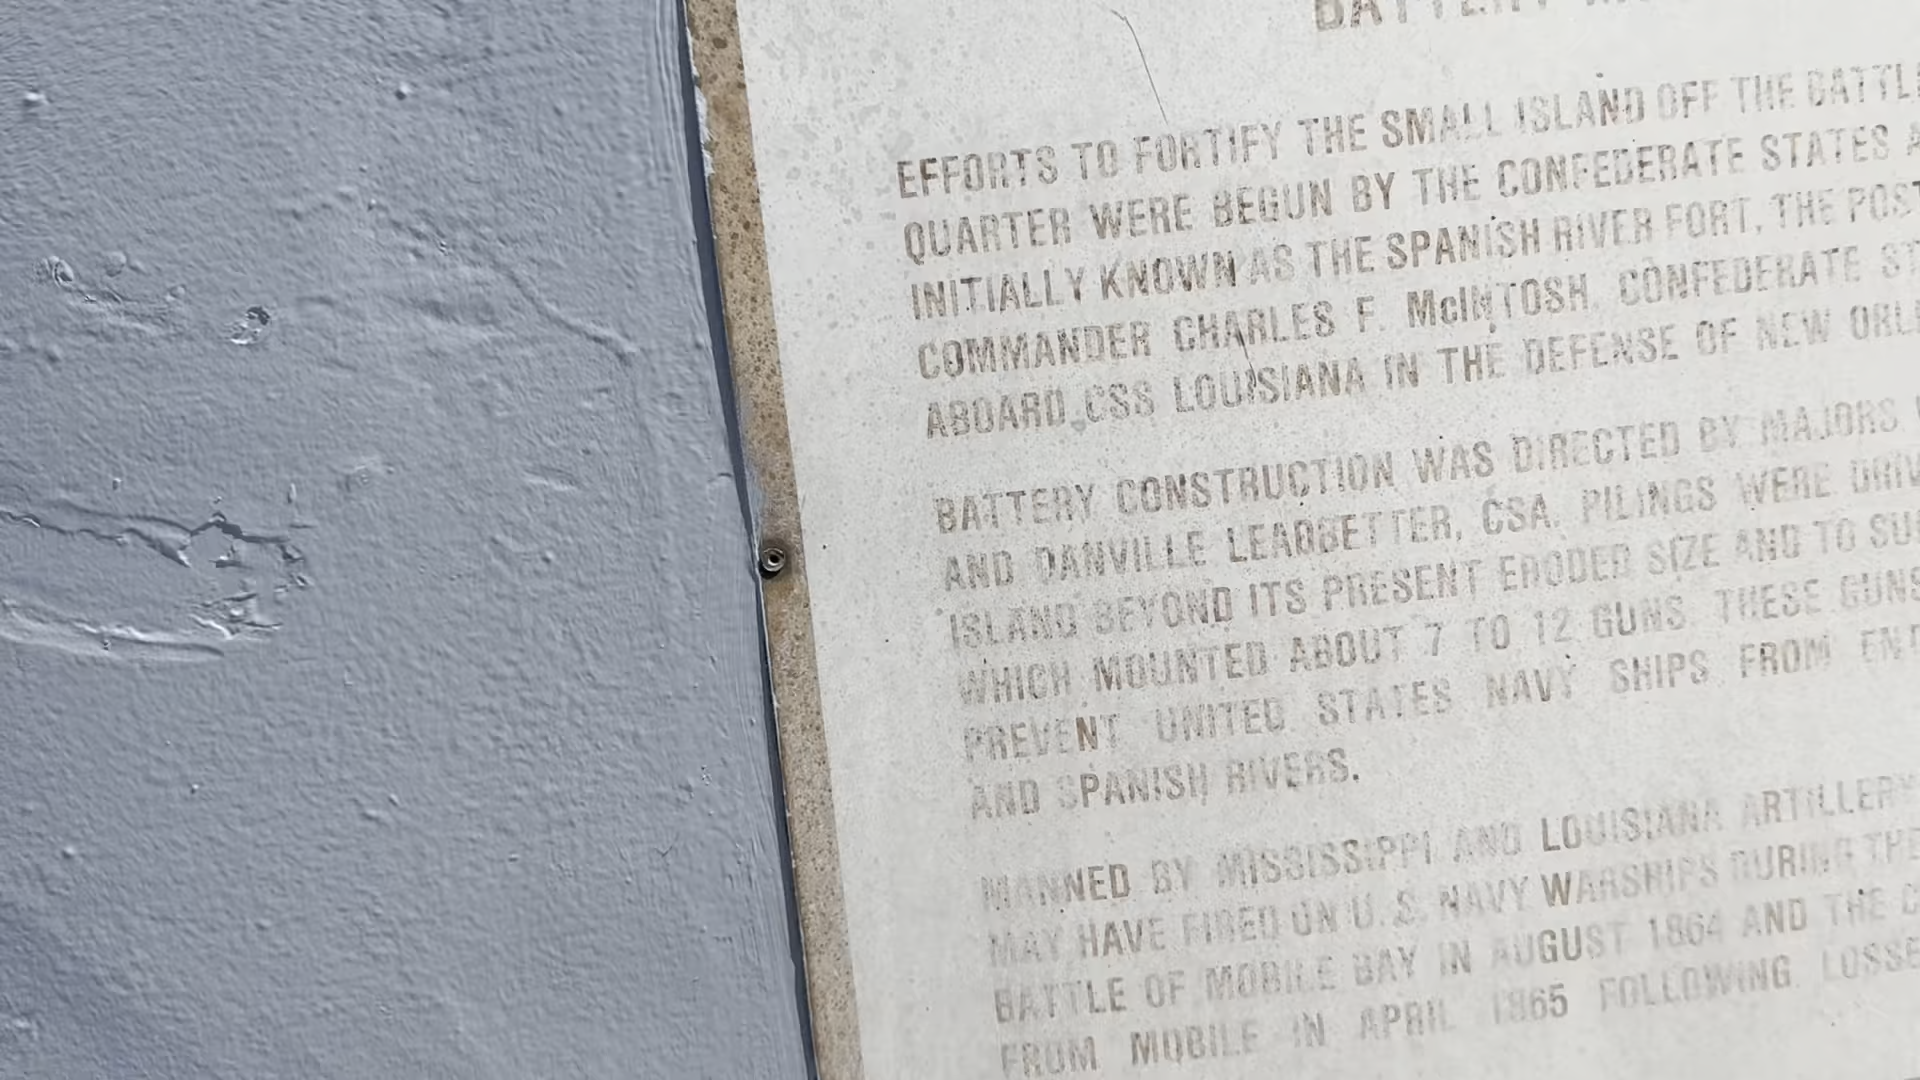 BATTERY
EFFORTS TO FORTIFY THE SMALL ISLAND OFF THE
QUARTER WERE BEGUN BY THE CONFEDERATE STATES
INITIALLY KNOWN AS THE SPANISH RIVER FORT, THE POST
COMMANDER CHARLES F. McINTOSH, CONFEDERATE
ABOARD CSS LOUISIANA IN THE DEFENSE OF NEW
BATTERY CONSTRUCTION WAS DIRECTED BY MAJORS
AND DANVILLE LEADBETTER, CSA. PILINGS WERE
ISLAND BEYOND ITS PRESENT ERODED SIZE AND TO
WHICH MOUNTED ABOUT 7 TO 12 GUNS. THESE GUNS
PREVENT UNITED STATES NAVY SHIPS FROM
AND SPANISH RIVERS.
MANNED BY MISSISSIPPI AND LOUISIANA ARTILLERY
MAY HAVE FIRED ON U.S. NAVY WARSHIPS DURING THE
BATTLE OF MOBILE BAY IN AUGUST 1864 AND THE
FROM MOBILE IN APRIL 1865 FOLLOWING